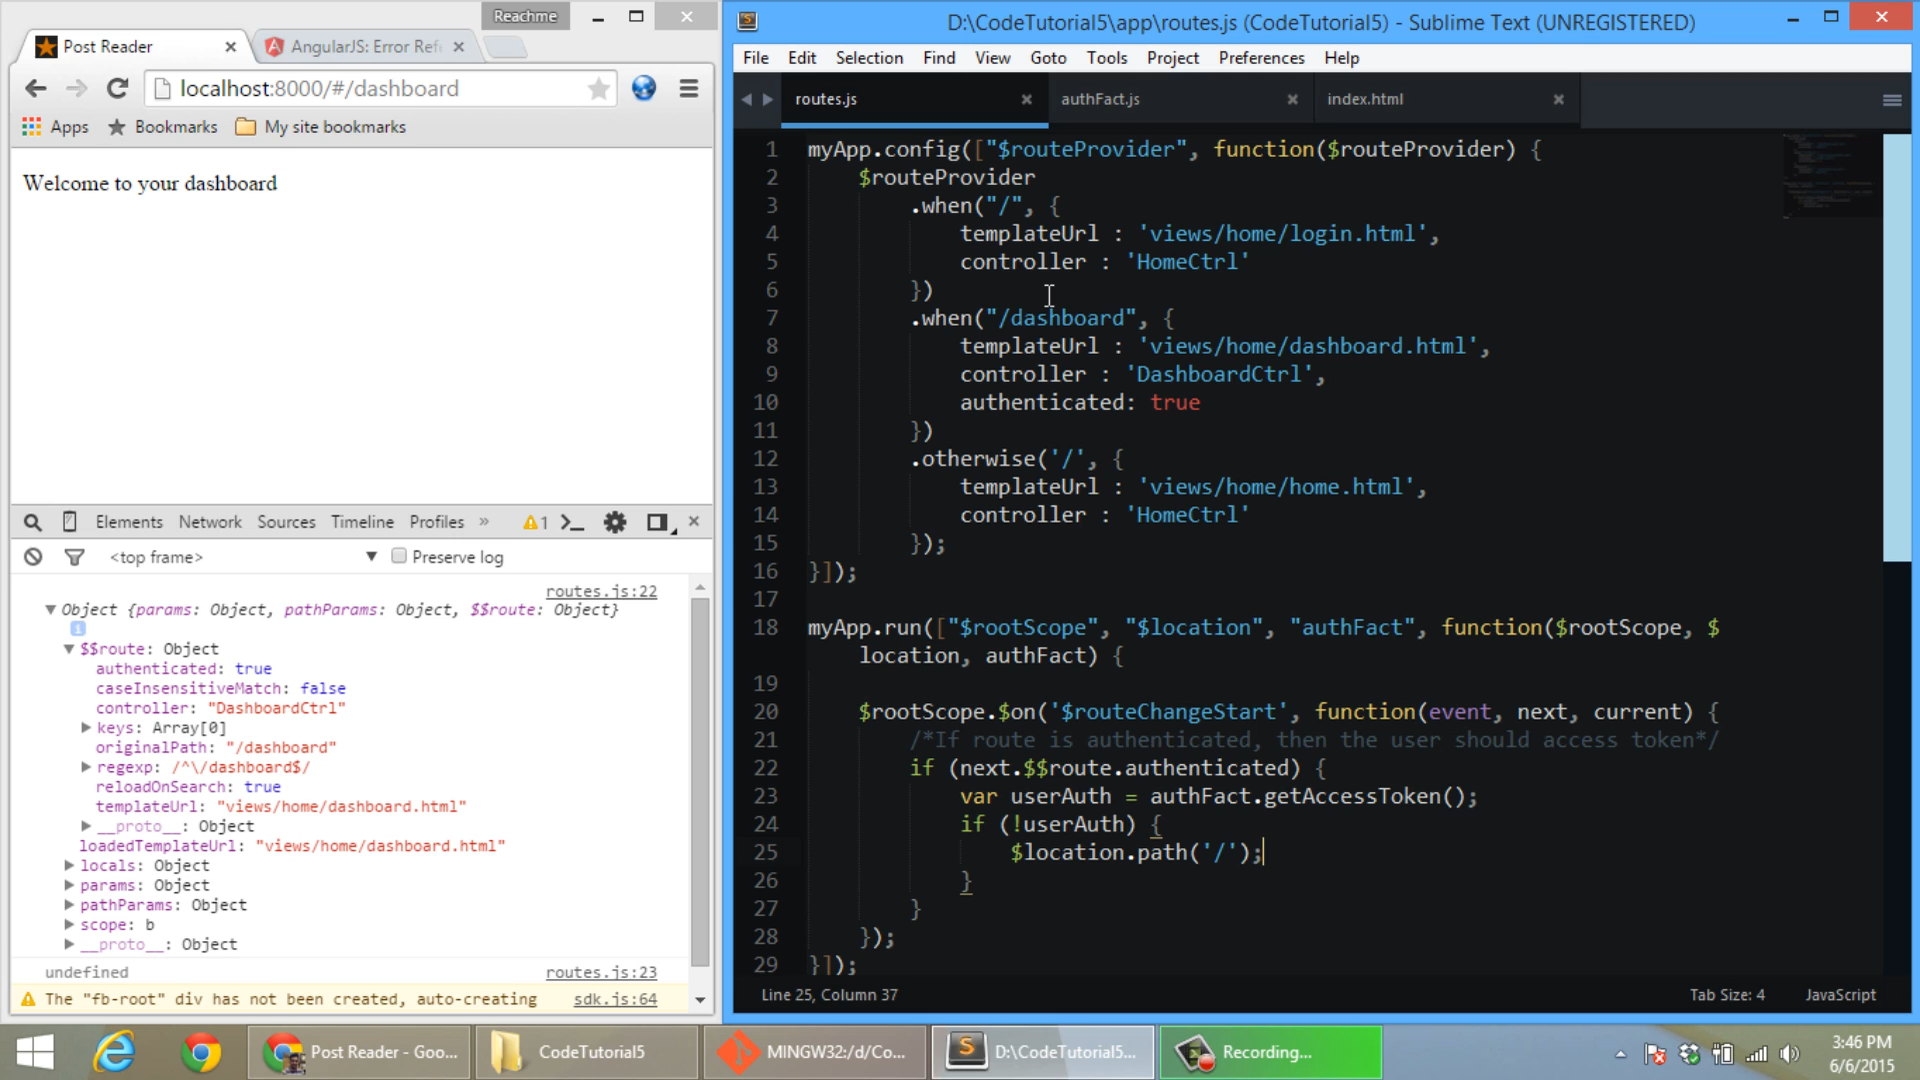 Reachme
Post Reader
AngularJS: Error Ref
localhost:8000/#/dashboard
Apps Bookmarks My site bookmarks
Welcome to your dashboard
Elements Network Sources Timeline Profiles » 1
<top frame> Preserve log
routes.js:22
Object {params: Object, pathParams: Object, $$route: Object}
$$route: Object
authenticated: true
caseInsensitiveMatch: false
controller: "DashboardCtrl"
keys: Array[0]
originalPath: "/dashboard"
regexp: /^\/dashboard$/
reloadOnSearch: true
templateUrl: "views/home/dashboard.html"
__proto__: Object
loadedTemplateUrl: "views/home/dashboard.html"
locals: Object
params: Object
pathParams: Object
scope: b
__proto__: Object
undefined routes.js:23
The "fb-root" div has not been created, auto-creating sdk.js:64
D:\CodeTutorial5\app\routes.js (CodeTutorial5) - Sublime Text (UNREGISTERED)
File Edit Selection Find View Goto Tools Project Preferences Help
routes.js authFact.js index.html
1 myApp.config(["$routeProvider", function($routeProvider) {
2 $routeProvider
3 .when("/", {
4 templateUrl : 'views/home/login.html',
5 controller : 'HomeCtrl'
6 })
7 .when("/dashboard", {
8 templateUrl : 'views/home/dashboard.html',
9 controller : 'DashboardCtrl',
10 authenticated: true
11 })
12 .otherwise('/', {
13 templateUrl : 'views/home/home.html',
14 controller : 'HomeCtrl'
15 });
16 }]);
17
18 myApp.run(["$rootScope", "$location", "authFact", function($rootScope, $
location, authFact) {
19
20 $rootScope.$on('$routeChangeStart', function(event, next, current) {
21 /*If route is authenticated, then the user should access token*/
22 if (next.$$route.authenticated) {
23 var userAuth = authFact.getAccessToken();
24 if (!userAuth) {
25 $location.path('/');
26 }
27 }
28 });
29 }]);
Line 25, Column 37 Tab Size: 4 JavaScript
Post Reader - Goo... CodeTutorial5 MINGW32:/d/Co... D:\CodeTutorial5... Recording...
3:46 PM
6/6/2015